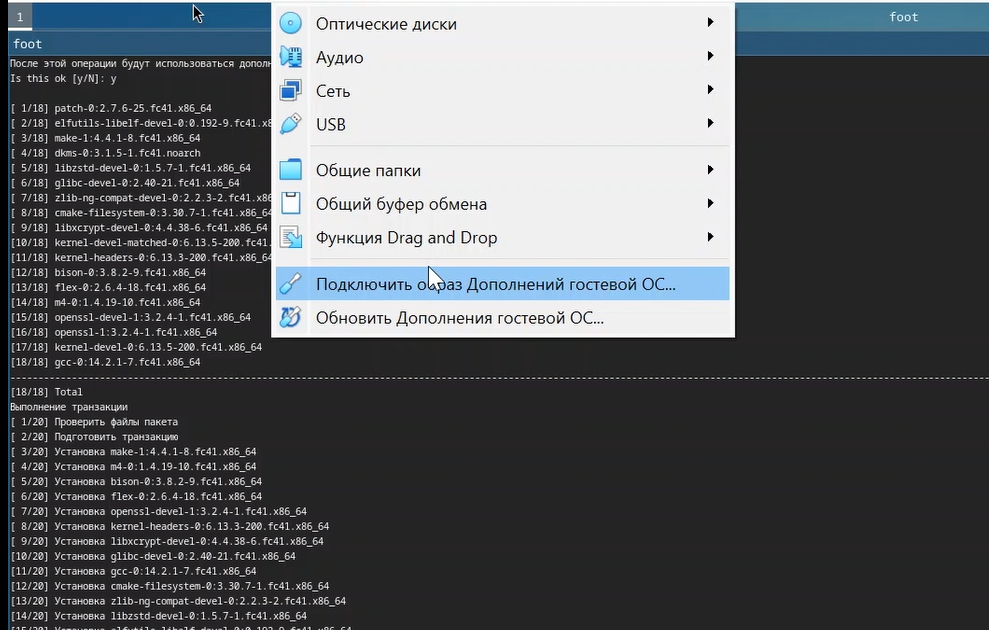 1
foot
foot
Оптические диски
Аудио
Сеть
USB
Общие папки
Общий буфер обмена
Функция Drag and Drop
Подключить образ Дополнений гостевой ОС...
Обновить Дополнения гостевой ОС...
После этой операции будут использоваться
Is this ok [y/N]: y
[ 1/18] patch-0:2.7.6-25.fc41.x86_64
[ 2/18] elfutils-libelf-devel-0:0.192-9.fc41.x8
[ 3/18] make-1:4.4.1-8.fc41.x86_64
[ 4/18] dkms-0:3.1.5-1.fc41.noarch
[ 5/18] libzstd-devel-0:1.5.7-1.fc41.x86_64
[ 6/18] glibc-devel-0:2.40-21.fc41.x86_64
[ 7/18] zlib-ng-compat-devel-0:2.2.3-2.fc41.x86
[ 8/18] cmake-filesystem-0:3.30.7-1.fc41.x86_64
[ 9/18] libxcrypt-devel-0:4.4.38-6.fc41.x86_64
[10/18] kernel-devel-matched-0:6.13.5-200.fc41.
[11/18] kernel-headers-0:6.13.3-200.fc41.x86_64
[12/18] bison-0:3.8.2-9.fc41.x86_64
[13/18] flex-0:2.6.4-18.fc41.x86_64
[14/18] m4-0:1.4.19-10.fc41.x86_64
[15/18] openssl-devel-1:3.2.4-1.fc41.x86_64
[16/18] openssl-1:3.2.4-1.fc41.x86_64
[17/18] kernel-devel-0:6.13.5-200.fc41.x86_64
[18/18] gcc-0:14.2.1-7.fc41.x86_64
[18/18] Total
Выполнение транзакции
[ 1/20] Проверить файлы пакета
[ 2/20] Подготовить транзакцию
[ 3/20] Установка make-1:4.4.1-8.fc41.x86_64
[ 4/20] Установка m4-0:1.4.19-10.fc41.x86_64
[ 5/20] Установка bison-0:3.8.2-9.fc41.x86_64
[ 6/20] Установка flex-0:2.6.4-18.fc41.x86_64
[ 7/20] Установка openssl-devel-1:3.2.4-1.fc41.x86_64
[ 8/20] Установка kernel-headers-0:6.13.3-200.fc41.x86_64
[ 9/20] Установка libxcrypt-devel-0:4.4.38-6.fc41.x86_64
[10/20] Установка glibc-devel-0:2.40-21.fc41.x86_64
[11/20] Установка gcc-0:14.2.1-7.fc41.x86_64
[12/20] Установка cmake-filesystem-0:3.30.7-1.fc41.x86_64
[13/20] Установка zlib-ng-compat-devel-0:2.2.3-2.fc41.x86_64
[14/20] Установка libzstd-devel-0:1.5.7-1.fc41.x86_64
[15/20] Установка elfutils-libelf-devel-0:0.192-9.fc41.x86_64